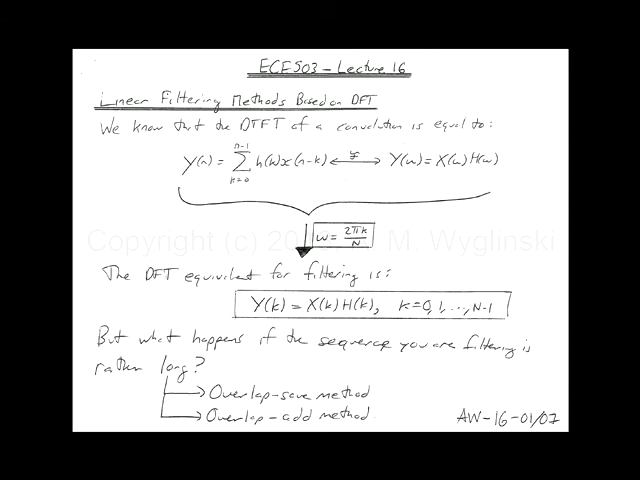 ECE503 - Lecture 16
Linear Filtering Methods Based on DFT
We know that the DTFT of a convolution is equal to:
y(n) = n-1 ∑ k=0 h(k)x(n-k) ⟷ Y(ω) = X(ω)H(ω)
ω = 2πk/N
Copyright (c) M. Wyglinski
The DFT equivalent for filtering is:
Y(k) = X(k)H(k), k=0,1,...,N-1
But what happens if the sequence you are filtering is
rather long?
→ Overlap-save method
→ Overlap-add method
AW-16-01/07